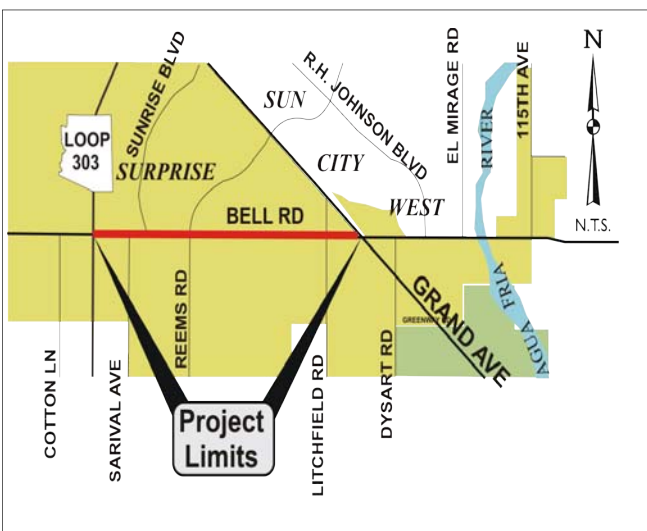 SUNRISE BLVD
R.H. JOHNSON BLVD
EL MIRAGE RD
RIVER
115TH AVE
N
N.T.S.
LOOP
303
SURPRISE
SUN
CITY
WEST
BELL RD
REEMS RD
GRAND AVE
GREENWAY
AGUA FRIA
COTTON LN
SARIVAL AVE
LITCHFIELD RD
DYSART RD
Project
Limits